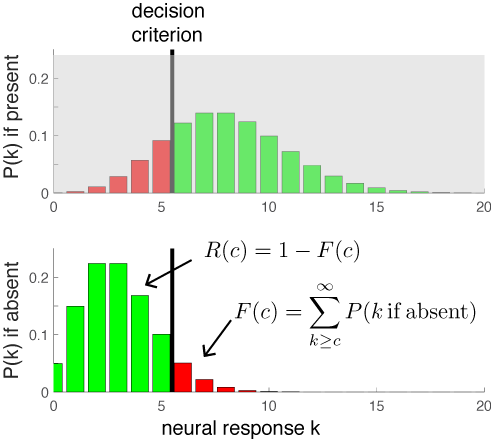 decision
criterion
P(k) if present
0.2
0.1
0
0 5 10 15 20
P(k) if absent
0.2
0.1
0
R(c) = 1 − F(c)
F(c) = ∑_{k≥c}^{∞} P(k if absent)
0 5 10 15 20
neural response k